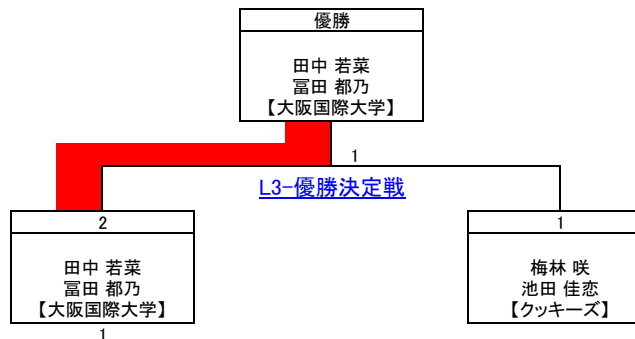 優勝
田中 若菜
冨田 都乃
【大阪国際大学】
1
L3-優勝決定戦
2
田中 若菜
冨田 都乃
【大阪国際大学】
1
1
梅林 咲
池田 佳恋
【クッキーズ】